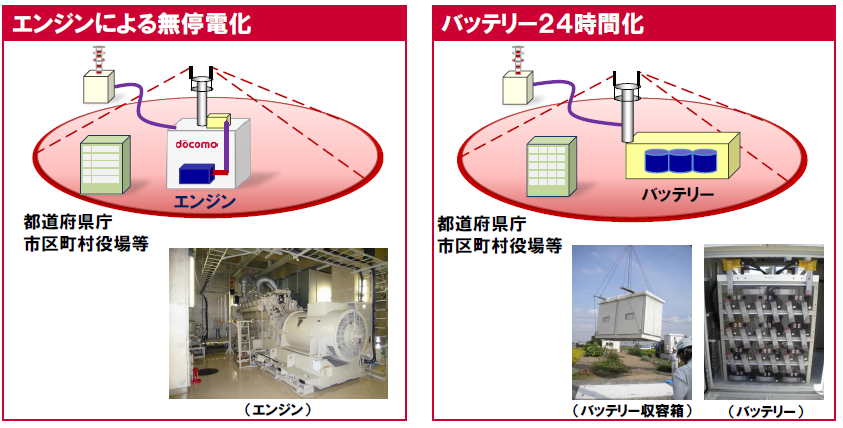 エンジンによる無停電化
döcomo
エンジン
都道府県庁
市区町村役場等
（エンジン）
バッテリー２４時間化
バッテリー
都道府県庁
市区町村役場等
（バッテリー収容箱）
（バッテリー）